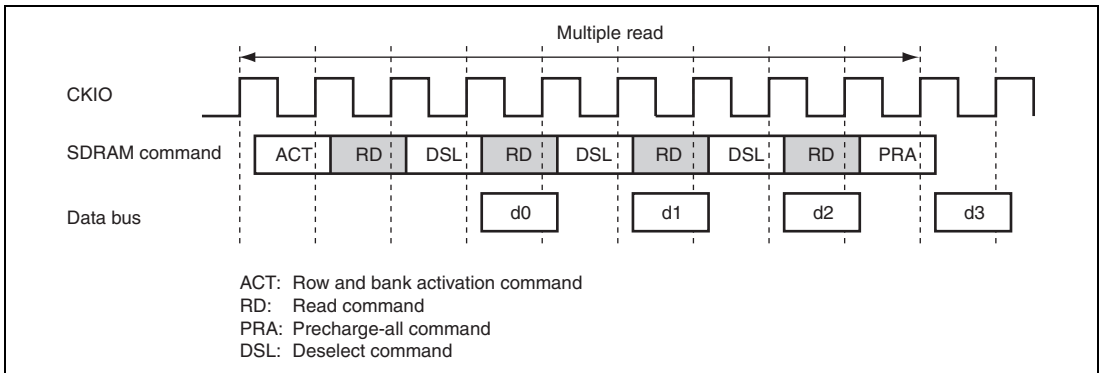 Multiple read
CKIO
SDRAM command ACT RD DSL RD DSL RD DSL RD PRA
Data bus d0 d1 d2 d3
ACT: Row and bank activation command
RD: Read command
PRA: Precharge-all command
DSL: Deselect command